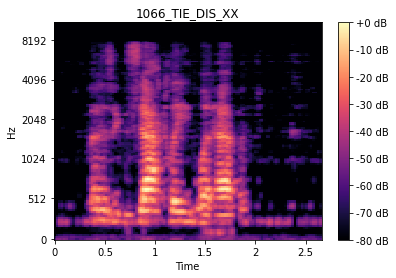 1066_TIE_DIS_XX
8192
4096
2048
1024
512
0
Hz
0 0.5 1 1.5 2 2.5
Time
+0 dB
-10 dB
-20 dB
-30 dB
-40 dB
-50 dB
-60 dB
-70 dB
-80 dB